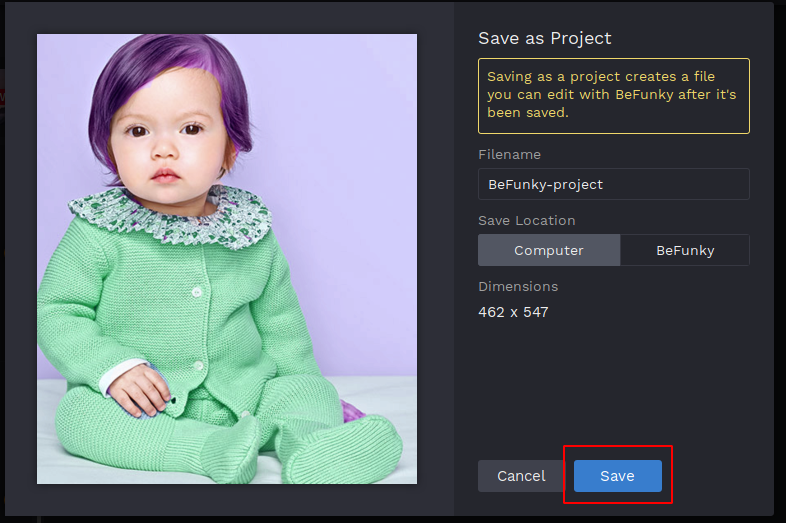 Save as Project
Saving as a project creates a file
you can edit with BeFunky after it's
been saved.
Filename
BeFunky-project
Save Location
Computer BeFunky
Dimensions
462 x 547
Cancel Save